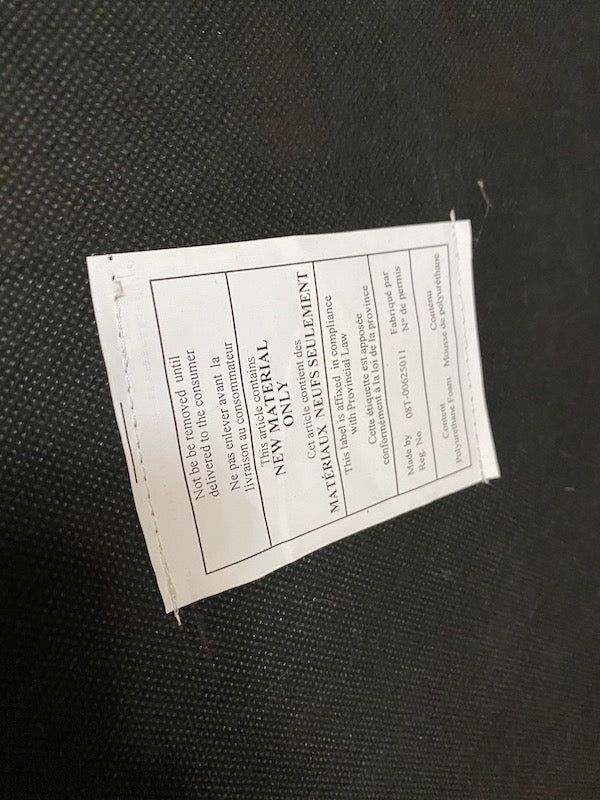 Not be be removed until
delivered to the consumer
Ne pas enlever avant la
livraison au consommateur
This article contains
NEW MATERIAL
ONLY
Cet article contient des
MATÉRIAUX NEUFS SEULEMENT
This label is affixed in compliance
with Provincial Law
Cette étiquette est apposée
conformément à la loi de la province
Made by Fabriqué par
Reg. No. 08T-00625011 N° de permis
Content Contenu
Polyurethane Foam Mousse de polyuréthane